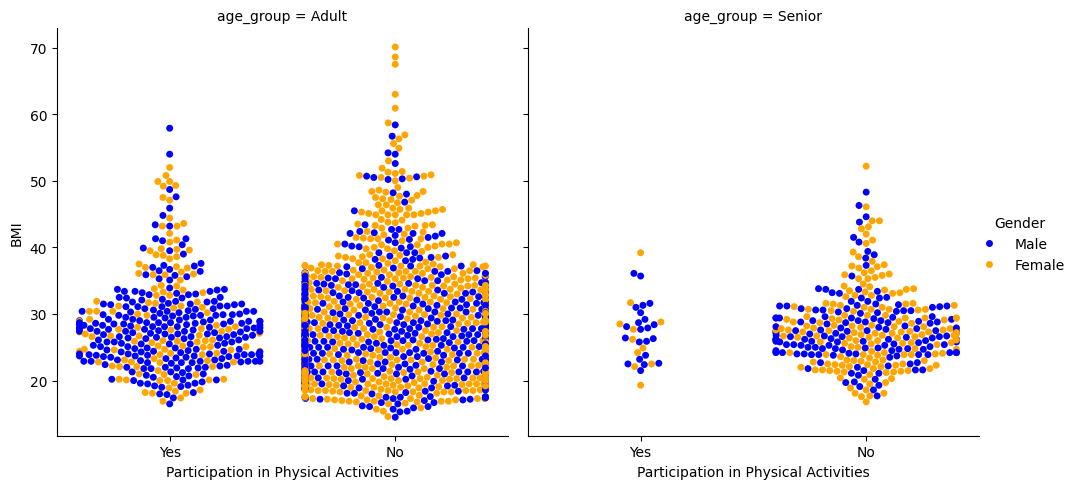 age_group = Adult
age_group = Senior
70
60
50
40
30
20
BMI
Yes
No
Participation in Physical Activities
Yes
No
Participation in Physical Activities
Gender
Male
Female